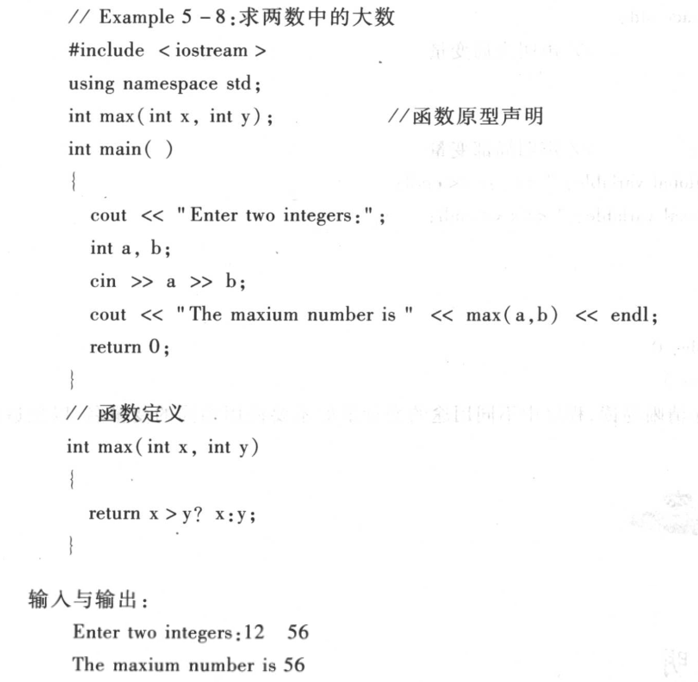 // Example 5-8:求两数中的大数
#include <iostream>
using namespace std;
int max(int x, int y); //函数原型声明
int main( )
{
cout << "Enter two integers:";
int a, b;
cin >> a >> b;
cout << "The maxium number is " << max(a,b) << endl;
return 0;
}
// 函数定义
int max(int x, int y)
{
return x>y? x:y;
}
输入与输出:
Enter two integers:12 56
The maxium number is 56